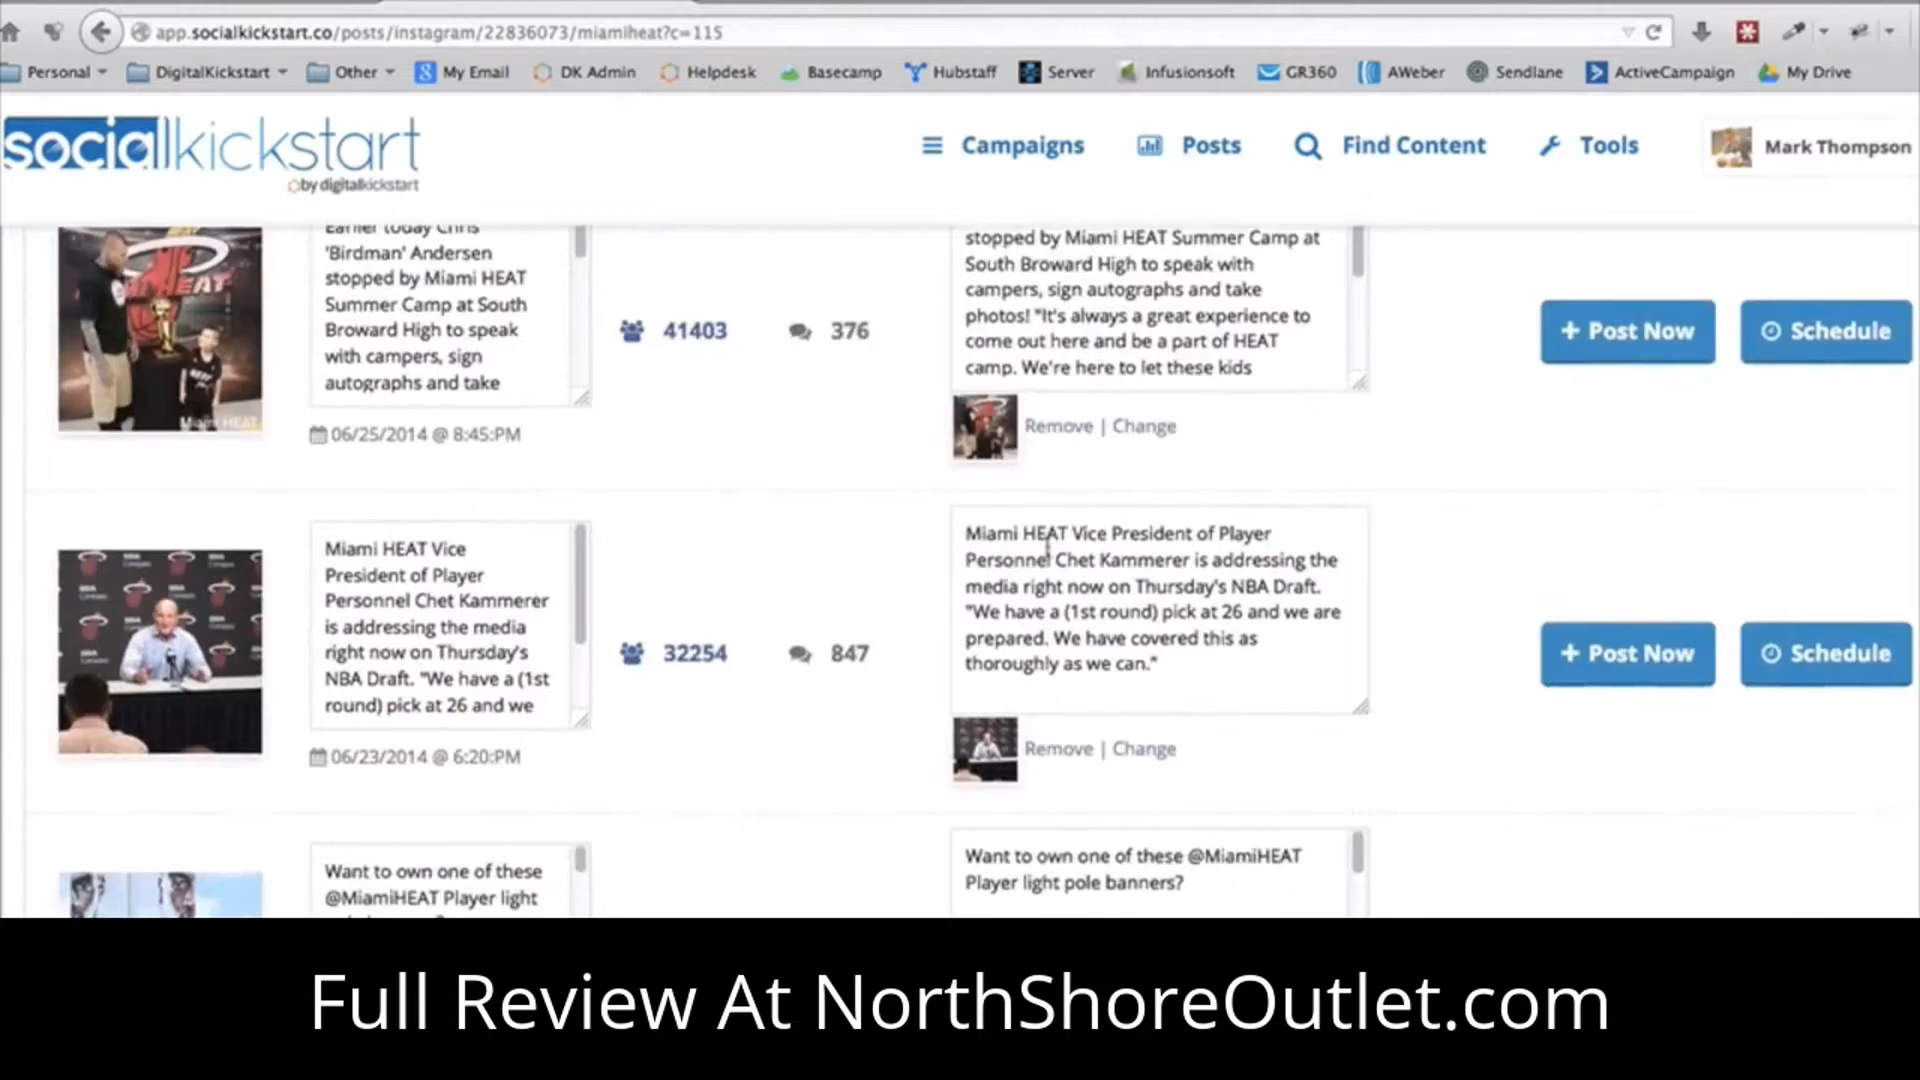 app.socialkickstart.co/posts/instagram/22836073/miamiheat?c=115
Personal DigitalKickstart Other My Email DK Admin Helpdesk Basecamp Hubstaff Server Infusionsoft GR360 AWeber Sendlane ActiveCampaign My Drive
socialkickstart
by digitalkickstart
Campaigns Posts Find Content Tools Mark Thompson
Earlier today Chris
'Birdman' Andersen
stopped by Miami HEAT
Summer Camp at South
Broward High to speak
with campers, sign
autographs and take
06/25/2014 @ 8:45:PM
41403 376
stopped by Miami HEAT Summer Camp at
South Broward High to speak with
campers, sign autographs and take
photos! "It's always a great experience to
come out here and be a part of HEAT
camp. We're here to let these kids
Remove | Change
+ Post Now Schedule
Miami HEAT
Miami HEAT Vice
President of Player
Personnel Chet Kammerer
is addressing the media
right now on Thursday's
NBA Draft. "We have a (1st
round) pick at 26 and we
06/23/2014 @ 6:20:PM
32254 847
Miami HEAT Vice President of Player
Personnel Chet Kammerer is addressing the
media right now on Thursday's NBA Draft.
"We have a (1st round) pick at 26 and we are
prepared. We have covered this as
thoroughly as we can."
Remove | Change
+ Post Now Schedule
Want to own one of these
@MiamiHEAT Player light
Want to own one of these @MiamiHEAT
Player light pole banners?
Full Review At NorthShoreOutlet.com